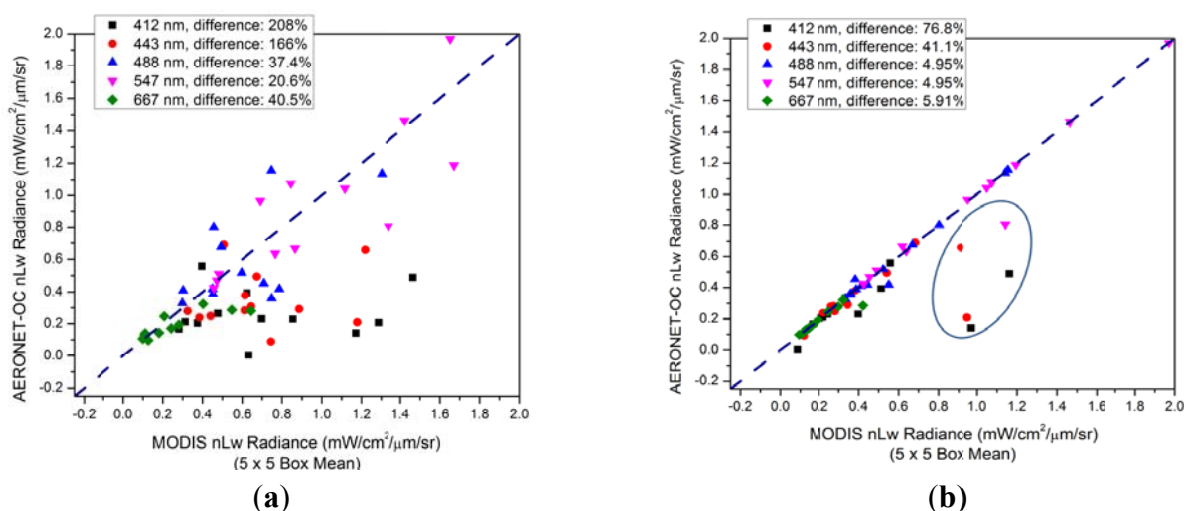 412 nm, difference: 208%
443 nm, difference: 166%
488 nm, difference: 37.4%
547 nm, difference: 20.6%
667 nm, difference: 40.5%
AERONET-OC nLw Radiance (mW/cm²/μm/sr)
2.0
1.8
1.6
1.4
1.2
1.0
0.8
0.6
0.4
0.2
0.0
-0.2
-0.2 0.0 0.2 0.4 0.6 0.8 1.0 1.2 1.4 1.6 1.8 2.0
MODIS nLw Radiance (mW/cm²/μm/sr)
(5 x 5 Box Mean)
(a)
412 nm, difference: 76.8%
443 nm, difference: 41.1%
488 nm, difference: 4.95%
547 nm, difference: 4.95%
667 nm, difference: 5.91%
AERONET-OC nLw Radiance (mW/cm²/μm/sr)
2.0
1.8
1.6
1.4
1.2
1.0
0.8
0.6
0.4
0.2
0.0
-0.2
-0.2 0.0 0.2 0.4 0.6 0.8 1.0 1.2 1.4 1.6 1.8 2.0
NODIS nLw Radiance (mW/cm²/μm/sr)
(5 x 5 Box Mean)
(b)